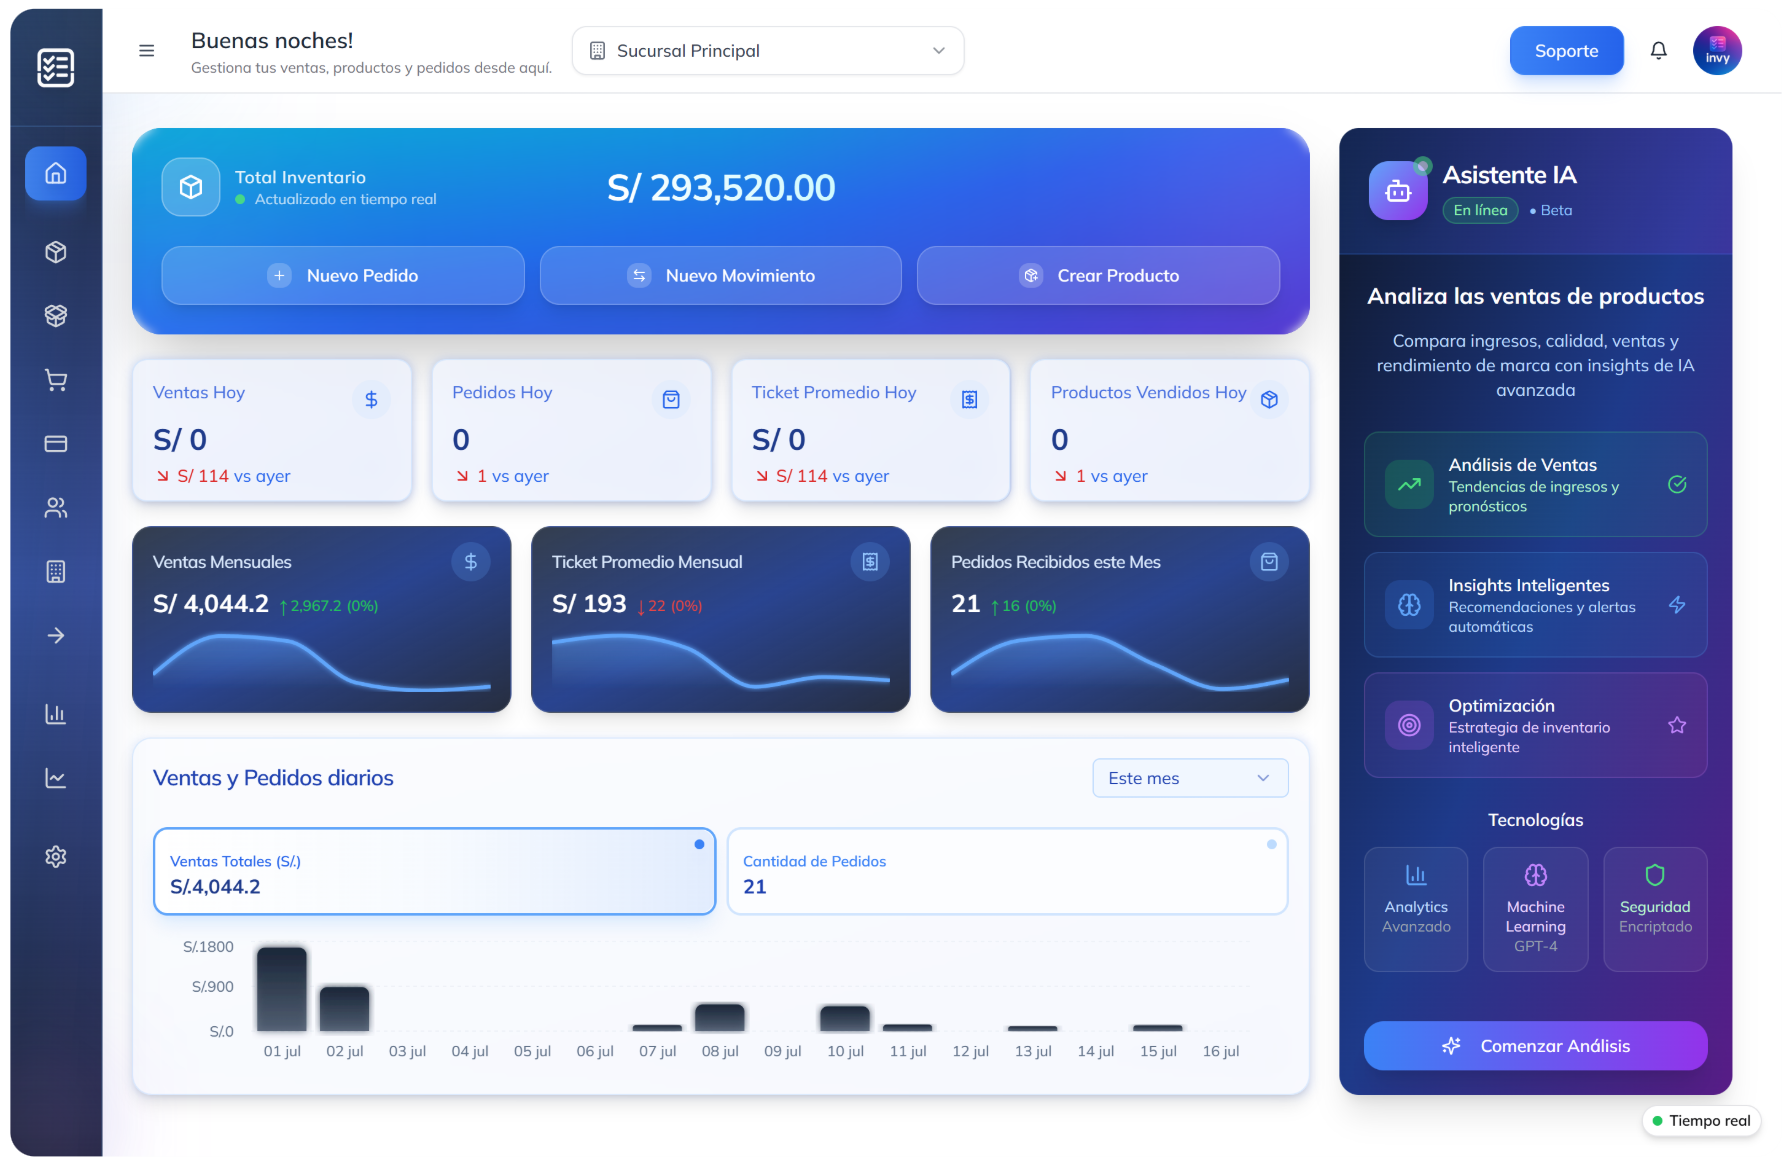 Buenas noches!
Gestiona tus ventas, productos y pedidos desde aquí.
Sucursal Principal
Soporte
invy
Total Inventario
Actualizado en tiempo real
S/ 293,520.00
Nuevo Pedido
Nuevo Movimiento
Crear Producto
Ventas Hoy
S/ 0
S/ 114 vs ayer
Pedidos Hoy
0
1 vs ayer
Ticket Promedio Hoy
S/ 0
S/ 114 vs ayer
Productos Vendidos Hoy
0
1 vs ayer
Ventas Mensuales
S/ 4,044.2 ↑2,967.2 (0%)
Ticket Promedio Mensual
S/ 193 ↓22 (0%)
Pedidos Recibidos este Mes
21 ↑16 (0%)
Ventas y Pedidos diarios
Este mes
Ventas Totales (S/.)
S/.4,044.2
Cantidad de Pedidos
21
S/.1800
S/.900
S/.0
01 jul 02 jul 03 jul 04 jul 05 jul 06 jul 07 jul 08 jul 09 jul 10 jul 11 jul 12 jul 13 jul 14 jul 15 jul 16 jul
Asistente IA
En línea • Beta
Analiza las ventas de productos
Compara ingresos, calidad, ventas y
rendimiento de marca con insights de IA
avanzada
Análisis de Ventas
Tendencias de ingresos y
pronósticos
Insights Inteligentes
Recomendaciones y alertas
automáticas
Optimización
Estrategia de inventario
inteligente
Tecnologías
Analytics
Avanzado
Machine
Learning
GPT-4
Seguridad
Encriptado
Comenzar Análisis
Tiempo real